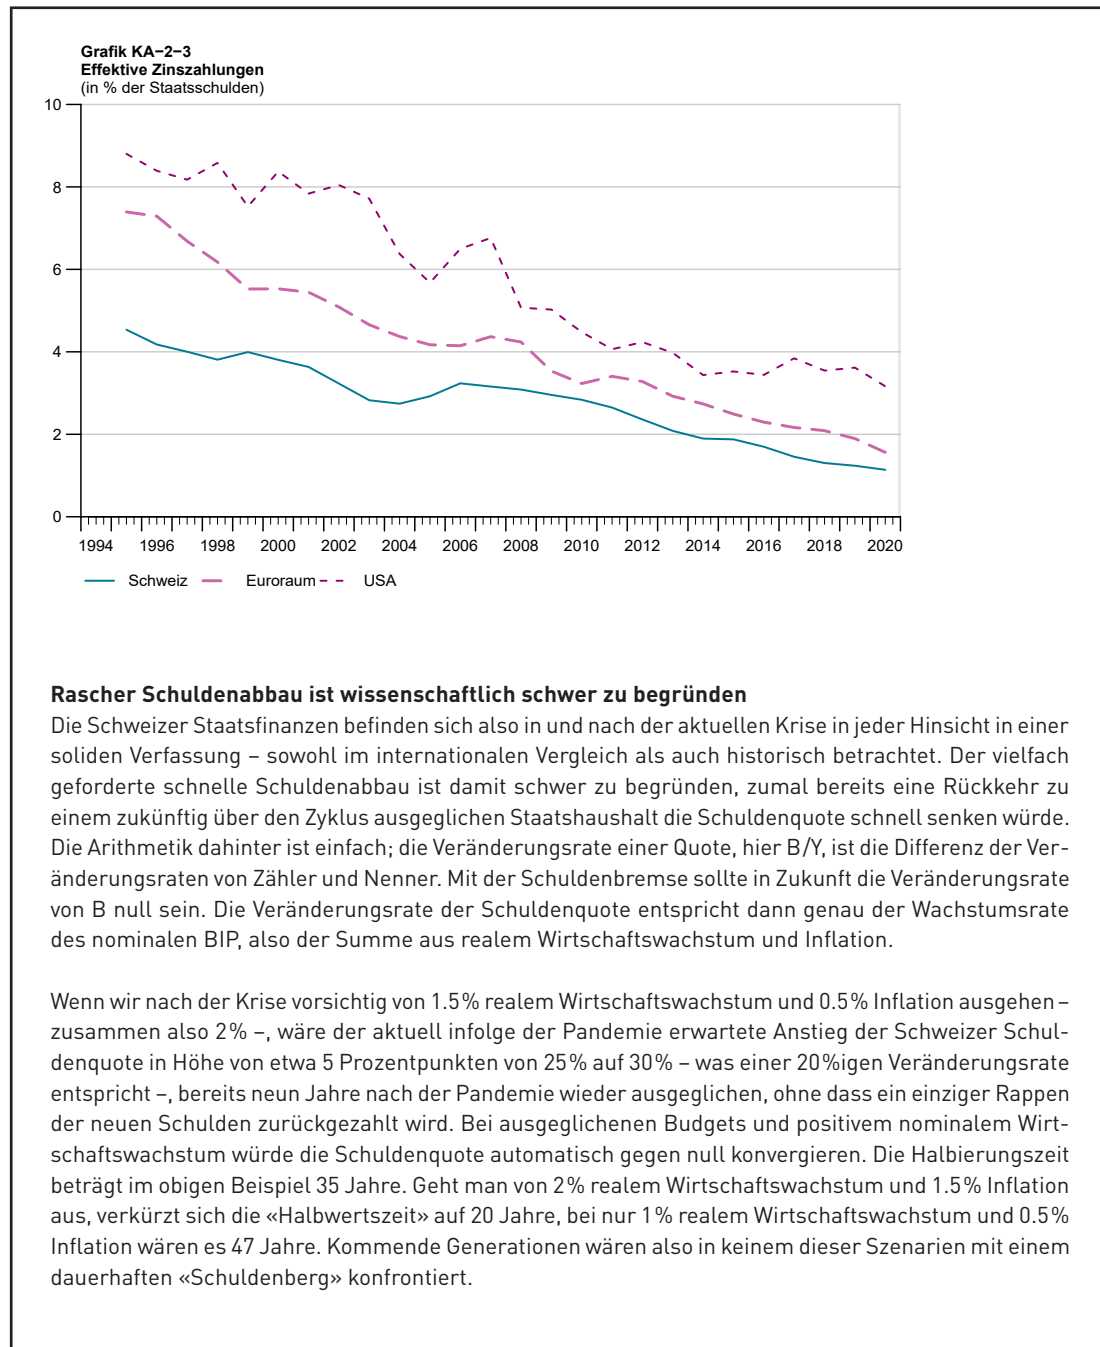 Grafik KA–2–3
Effektive Zinszahlungen
(in % der Staatsschulden)
10
8
6
4
2
0
1994 1996 1998 2000 2002 2004 2006 2008 2010 2012 2014 2016 2018 2020
Schweiz Euroraum USA
Rascher Schuldenabbau ist wissenschaftlich schwer zu begründen
Die Schweizer Staatsfinanzen befinden sich also in und nach der aktuellen Krise in jeder Hinsicht in einer
soliden Verfassung – sowohl im internationalen Vergleich als auch historisch betrachtet. Der vielfach
geforderte schnelle Schuldenabbau ist damit schwer zu begründen, zumal bereits eine Rückkehr zu
einem zukünftig über den Zyklus ausgeglichen Staatshaushalt die Schuldenquote schnell senken würde.
Die Arithmetik dahinter ist einfach; die Veränderungsrate einer Quote, hier B/Y, ist die Differenz der Ver-
änderungsraten von Zähler und Nenner. Mit der Schuldenbremse sollte in Zukunft die Veränderungsrate
von B null sein. Die Veränderungsrate der Schuldenquote entspricht dann genau der Wachstumsrate
des nominalen BIP, also der Summe aus realem Wirtschaftswachstum und Inflation.
Wenn wir nach der Krise vorsichtig von 1.5% realem Wirtschaftswachstum und 0.5% Inflation ausgehen –
zusammen also 2% –, wäre der aktuell infolge der Pandemie erwartete Anstieg der Schweizer Schul-
denquote in Höhe von etwa 5 Prozentpunkten von 25% auf 30% – was einer 20%igen Veränderungsrate
entspricht –, bereits neun Jahre nach der Pandemie wieder ausgeglichen, ohne dass ein einziger Rappen
der neuen Schulden zurückgezahlt wird. Bei ausgeglichenen Budgets und positivem nominalem Wirt-
schaftswachstum würde die Schuldenquote automatisch gegen null konvergieren. Die Halbierungszeit
beträgt im obigen Beispiel 35 Jahre. Geht man von 2% realem Wirtschaftswachstum und 1.5% Inflation
aus, verkürzt sich die «Halbwertszeit» auf 20 Jahre, bei nur 1% realem Wirtschaftswachstum und 0.5%
Inflation wären es 47 Jahre. Kommende Generationen wären also in keinem dieser Szenarien mit einem
dauerhaften «Schuldenberg» konfrontiert.